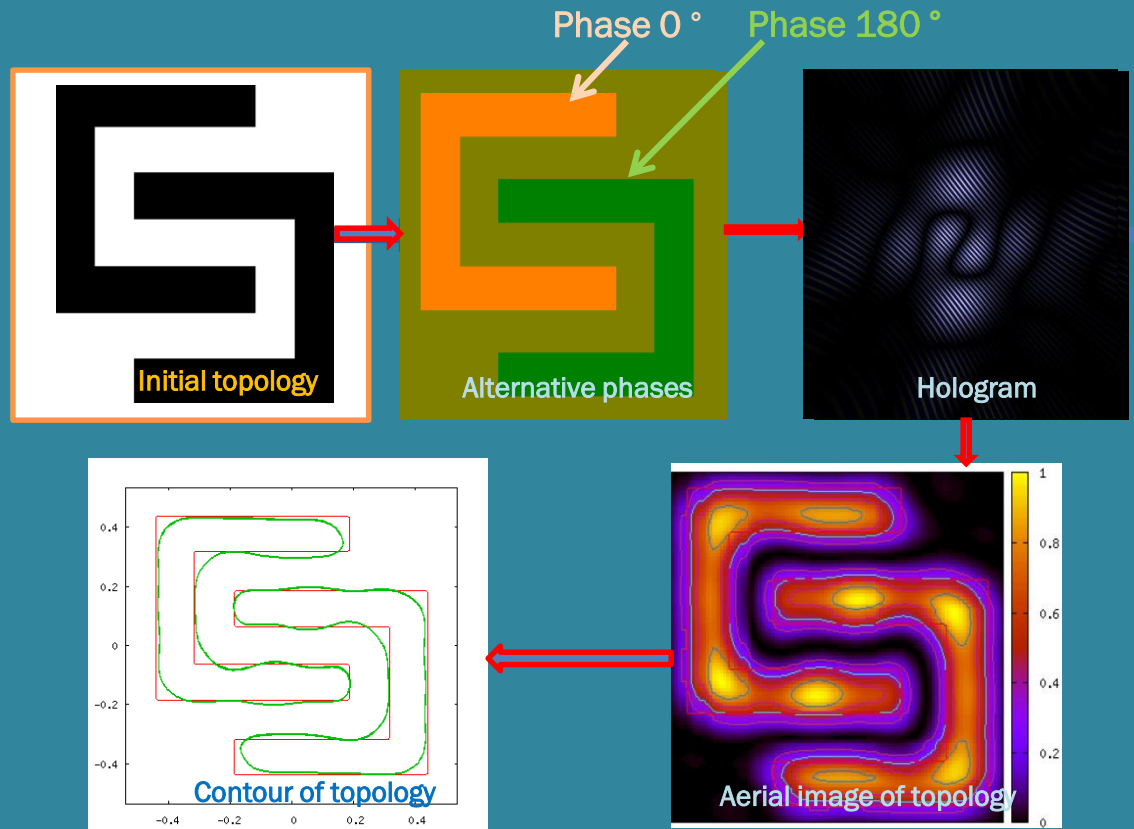 Phase 0 °
Phase 180 °
Initial topology
Alternative phases
Hologram
0.4
0.2
0
-0.2
-0.4
-0.4
-0.2
0
0.2
0.4
Contour of topology
1
0.8
0.6
0.4
0.2
0
Aerial image of topology